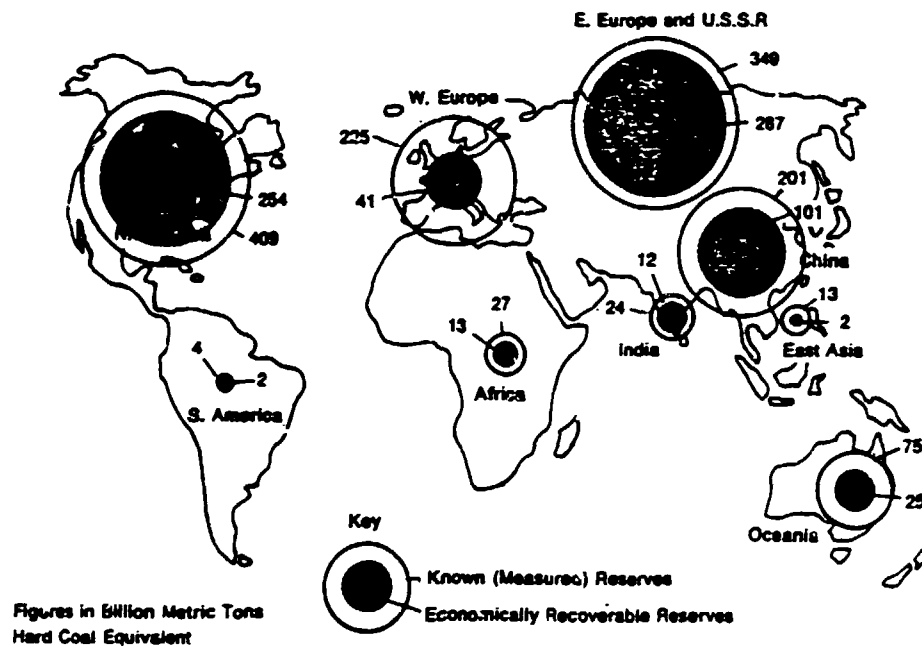 E. Europe and U.S.S.R
349
287
W. Europe
225
41
254
409
201
101
China
12
24
India
13
2
East Asia
27
13
Africa
4
2
S. America
75
25
Oceania
Key
Known (Measured) Reserves
Economically Recoverable Reserves
Figures in Billion Metric Tons
Hard Coal Equivalent